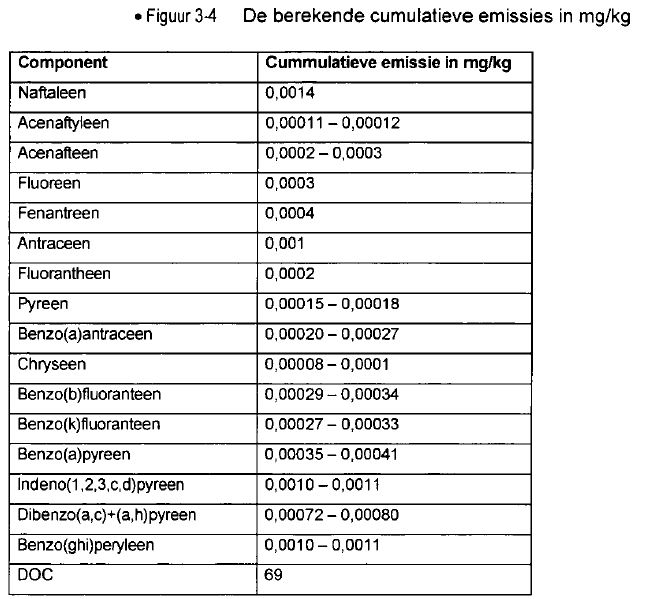 • Figuur 3-4 De berekende cumulatieve emissies in mg/kg
Component Cummulatieve emissie in mg/kg
Naftaleen 0,0014
Acenaftyleen 0,00011 – 0,00012
Acenafteen 0,0002 – 0,0003
Fluoreen 0,0003
Fenantreen 0,0004
Antraceen 0,001
Fluorantheen 0,0002
Pyreen 0,00015 – 0,00018
Benzo(a)antraceen 0,00020 – 0,00027
Chryseen 0,00008 – 0,0001
Benzo(b)fluoranteen 0,00029 – 0,00034
Benzo(k)fluoranteen 0,00027 – 0,00033
Benzo(a)pyreen 0,00035 – 0,00041
Indeno(1,2,3,c,d)pyreen 0,0010 – 0,0011
Dibenzo(a,c)+(a,h)pyreen 0,00072 – 0,00080
Benzo(ghi)peryleen 0,0010 – 0,0011
DOC 69